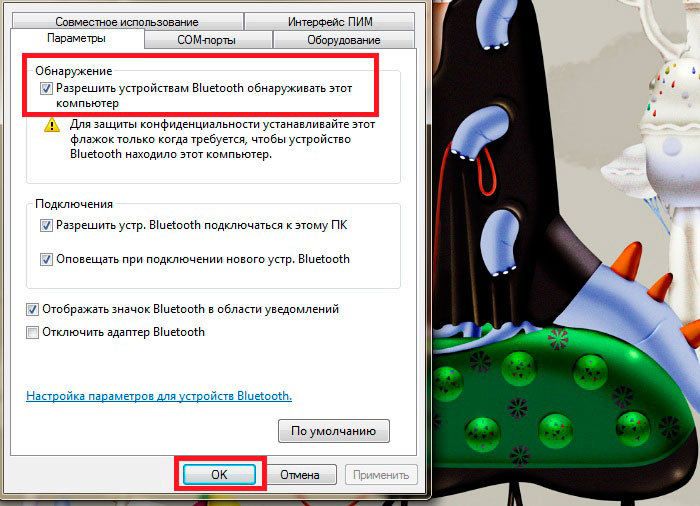 Совместное использование
Интерфейс ПИМ
Параметры
COM-порты
Оборудование
Обнаружение
Разрешить устройствам Bluetooth обнаруживать этот
компьютер
Для защиты конфиденциальности устанавливайте этот
флажок только когда требуется, чтобы устройство
Bluetooth находило этот компьютер.
Подключения
Разрешить устр. Bluetooth подключаться к этому ПК
Оповещать при подключении нового устр. Bluetooth
Отображать значок Bluetooth в области уведомлений
Отключить адаптер Bluetooth
Настройка параметров для устройств Bluetooth.
По умолчанию
OK
Отмена
Применить